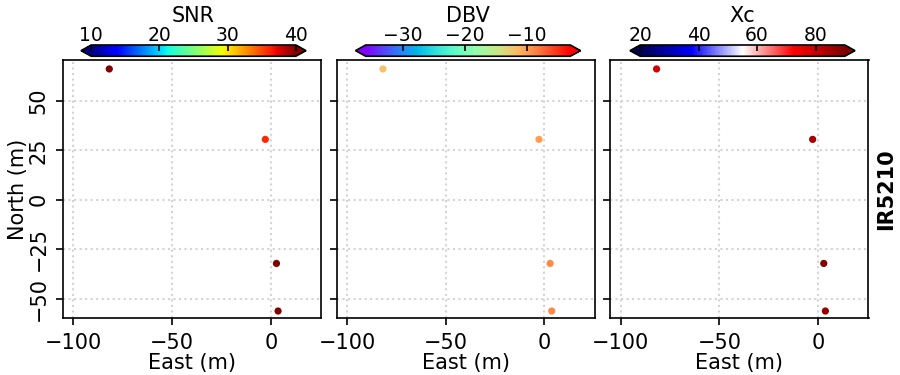 SNR DBV Xc
10 20 30 40 −30 −20 −10 20 40 60 80
North (m)
50
25
0
−25
−50
IR5210
−100 −50 0 −100 −50 0 −100 −50 0
East (m) East (m) East (m)